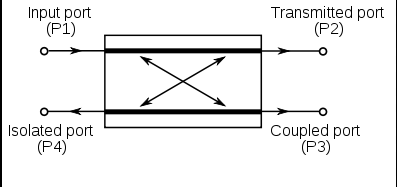 Input port
(P1)
Transmitted port
(P2)
Isolated port
(P4)
Coupled port
(P3)